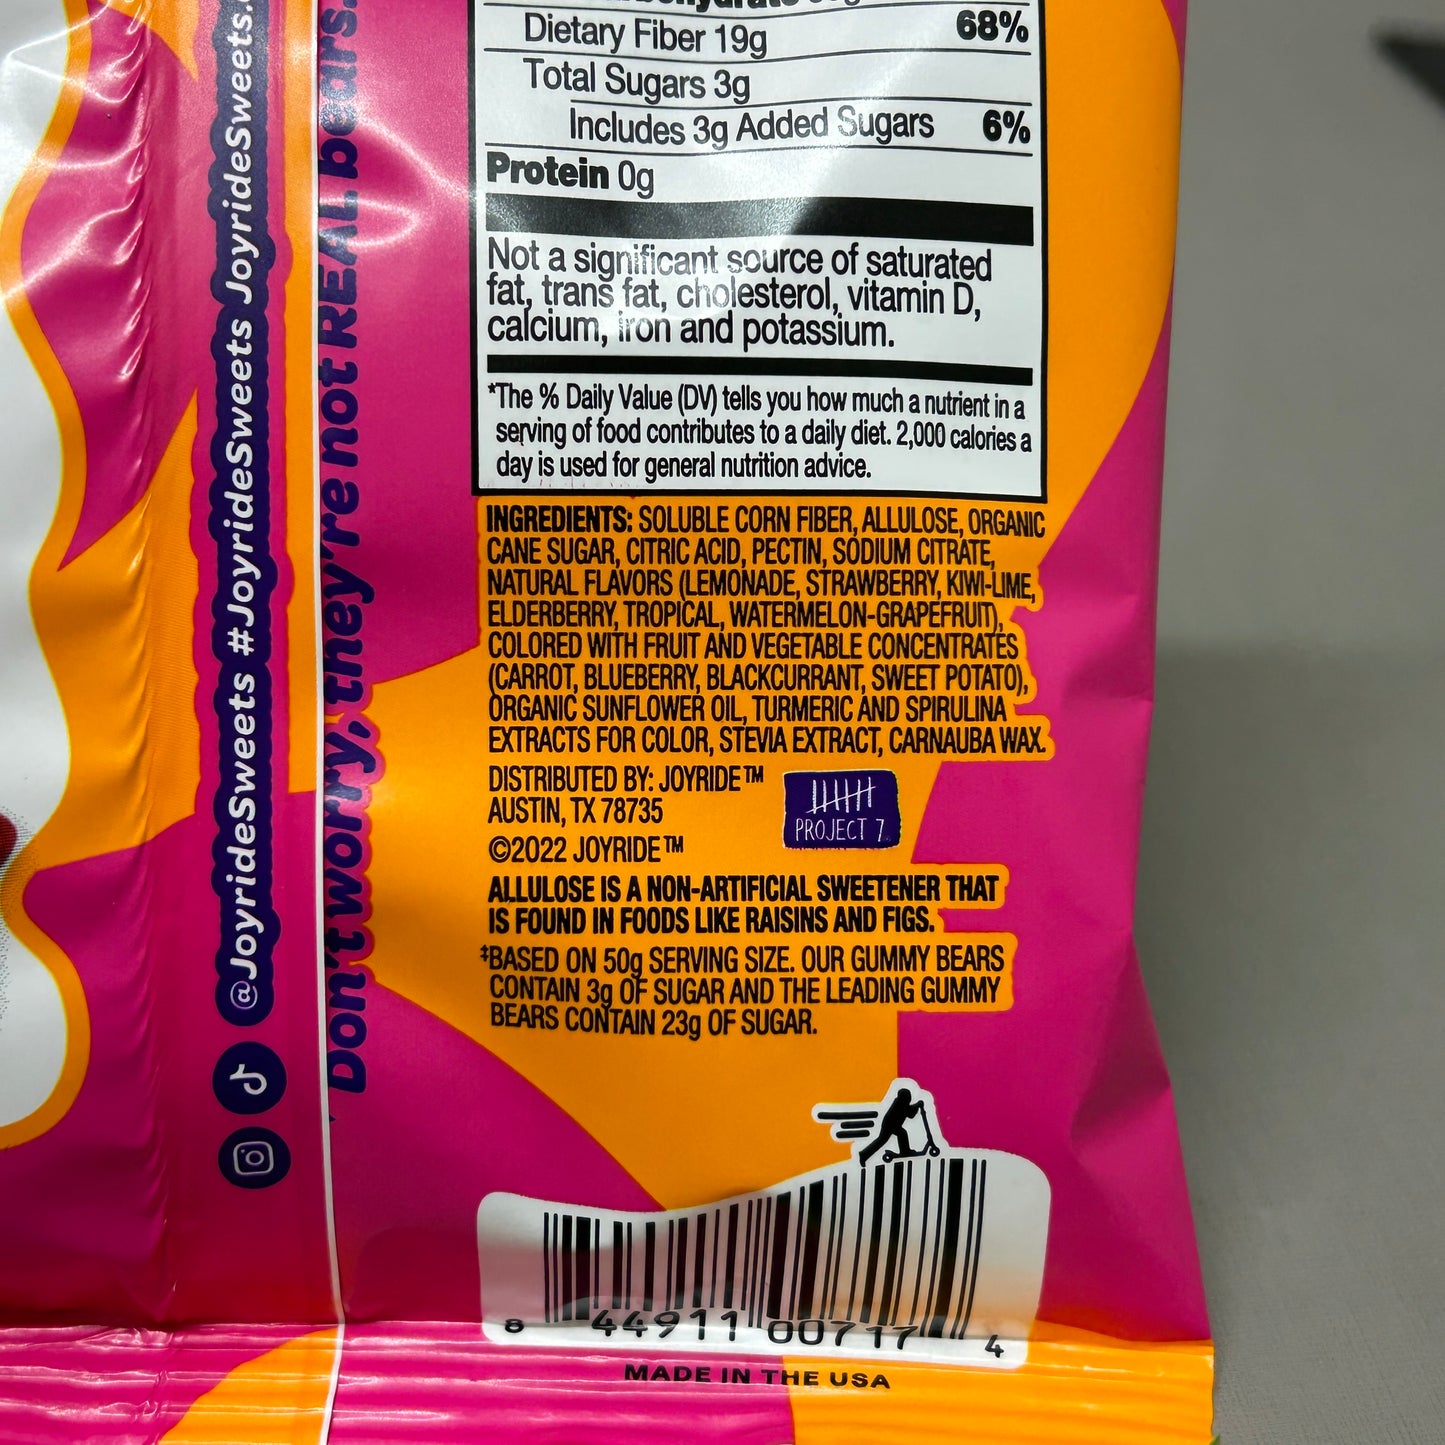 Dietary Fiber 19g 68%
Total Sugars 3g
Includes 3g Added Sugars 6%
Protein 0g
Not a significant source of saturated
fat, trans fat, cholesterol, vitamin D,
calcium, iron and potassium.
*The % Daily Value (DV) tells you how much a nutrient in a
serving of food contributes to a daily diet. 2,000 calories a
day is used for general nutrition advice.
INGREDIENTS: SOLUBLE CORN FIBER, ALLULOSE, ORGANIC
CANE SUGAR, CITRIC ACID, PECTIN, SODIUM CITRATE,
NATURAL FLAVORS (LEMONADE, STRAWBERRY, KIWI-LIME,
ELDERBERRY, TROPICAL, WATERMELON-GRAPEFRUIT),
COLORED WITH FRUIT AND VEGETABLE CONCENTRATES
(CARROT, BLUEBERRY, BLACKCURRANT, SWEET POTATO),
ORGANIC SUNFLOWER OIL, TURMERIC AND SPIRULINA
EXTRACTS FOR COLOR, STEVIA EXTRACT, CARNAUBA WAX.
DISTRIBUTED BY: JOYRIDE™
AUSTIN, TX 78735
©2022 JOYRIDE™
PROJECT 7
ALLULOSE IS A NON-ARTIFICIAL SWEETENER THAT
IS FOUND IN FOODS LIKE RAISINS AND FIGS.
‡BASED ON 50g SERVING SIZE. OUR GUMMY BEARS
CONTAIN 3g OF SUGAR AND THE LEADING GUMMY
BEARS CONTAIN 23g OF SUGAR.
8 44911 00717 4
MADE IN THE USA
@JoyrideSweets #JoyrideSweets JoyrideSweets.
Don't worry, they're not REAL bears.